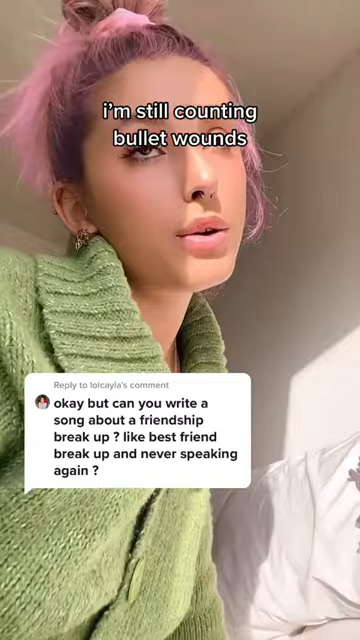 i'm still counting
bullet wounds
Reply to lolcayla's comment
okay but can you write a
song about a friendship
break up ? like best friend
break up and never speaking
again ?